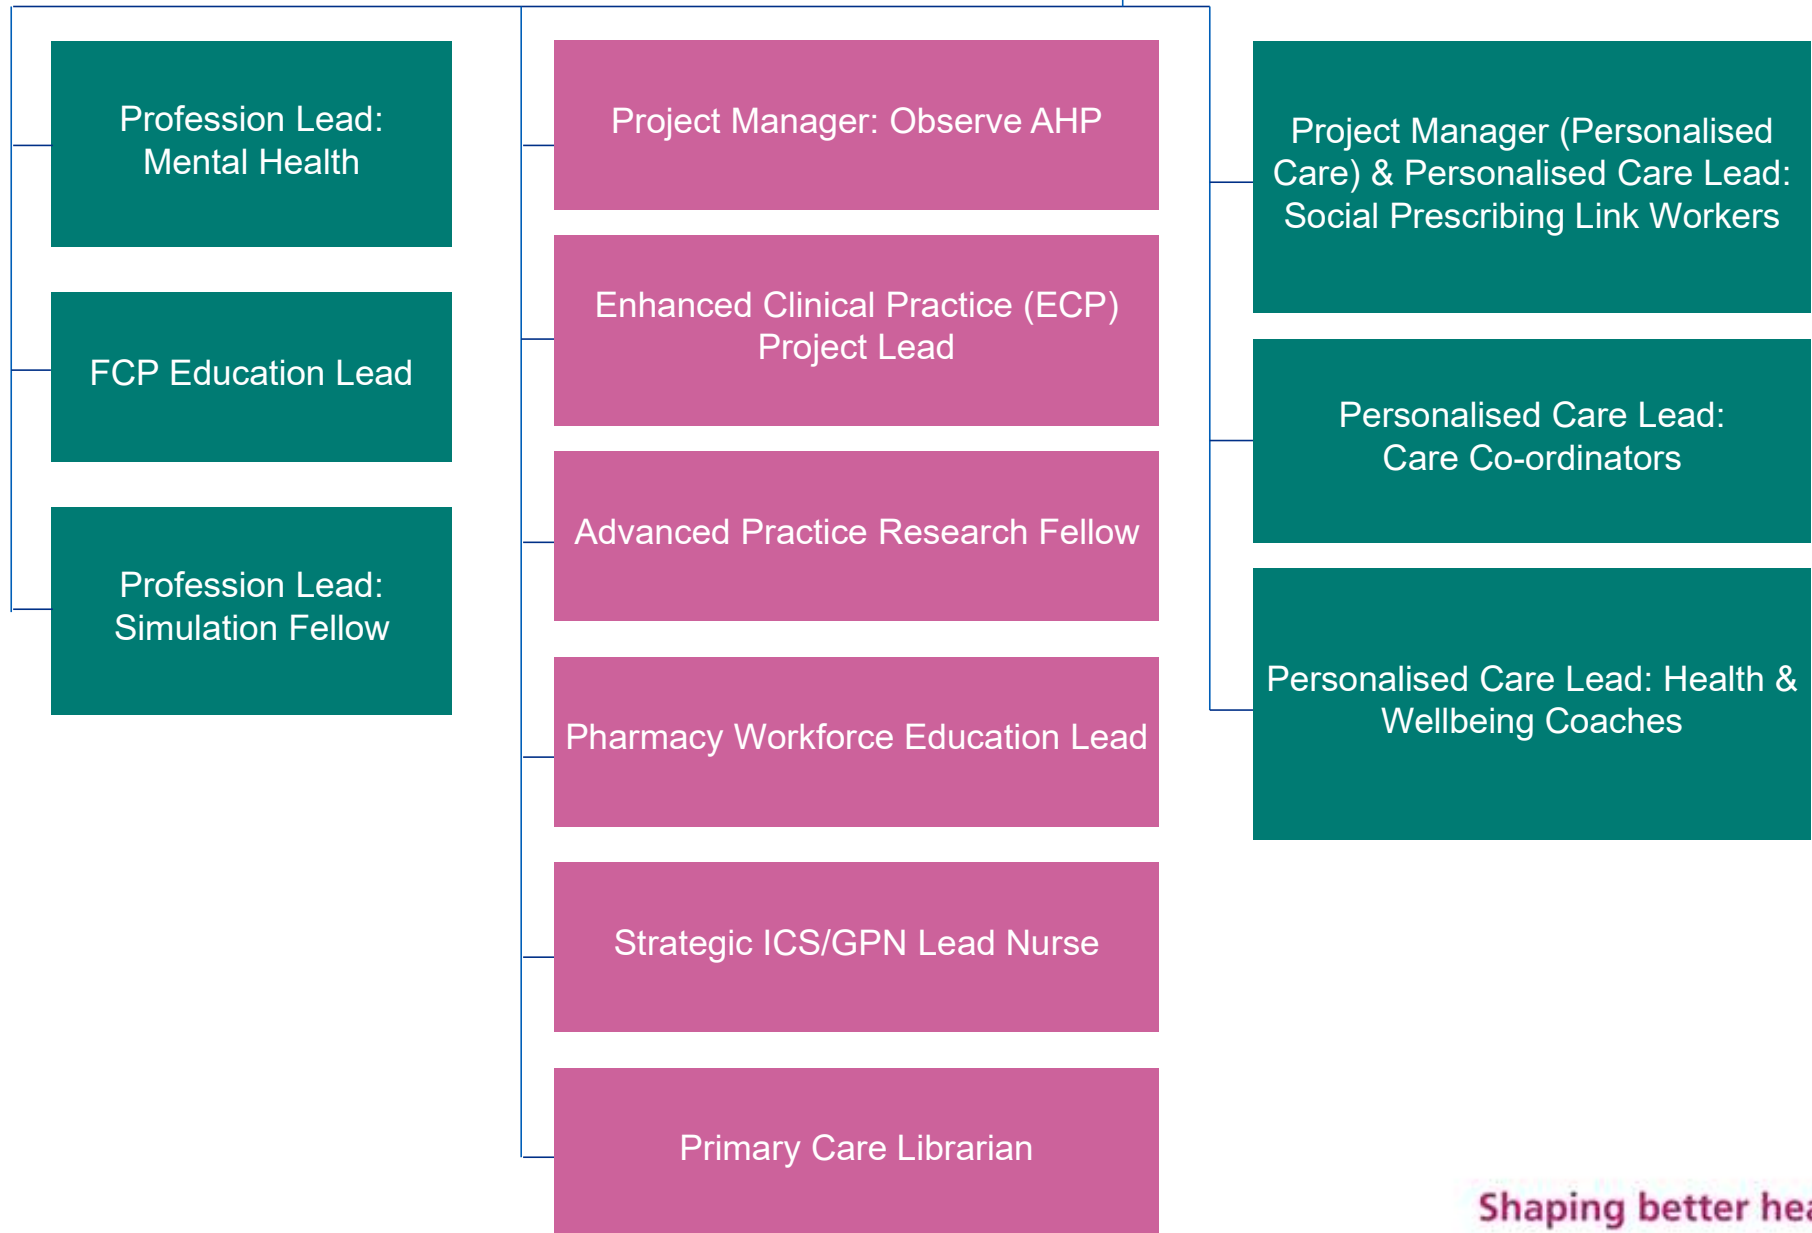 Profession Lead:
Mental Health
FCP Education Lead
Profession Lead:
Simulation Fellow
Project Manager: Observe AHP
Enhanced Clinical Practice (ECP)
Project Lead
Advanced Practice Research Fellow
Pharmacy Workforce Education Lead
Strategic ICS/GPN Lead Nurse
Primary Care Librarian
Project Manager (Personalised
Care) & Personalised Care Lead:
Social Prescribing Link Workers
Personalised Care Lead:
Care Co-ordinators
Personalised Care Lead: Health &
Wellbeing Coaches
Shaping better